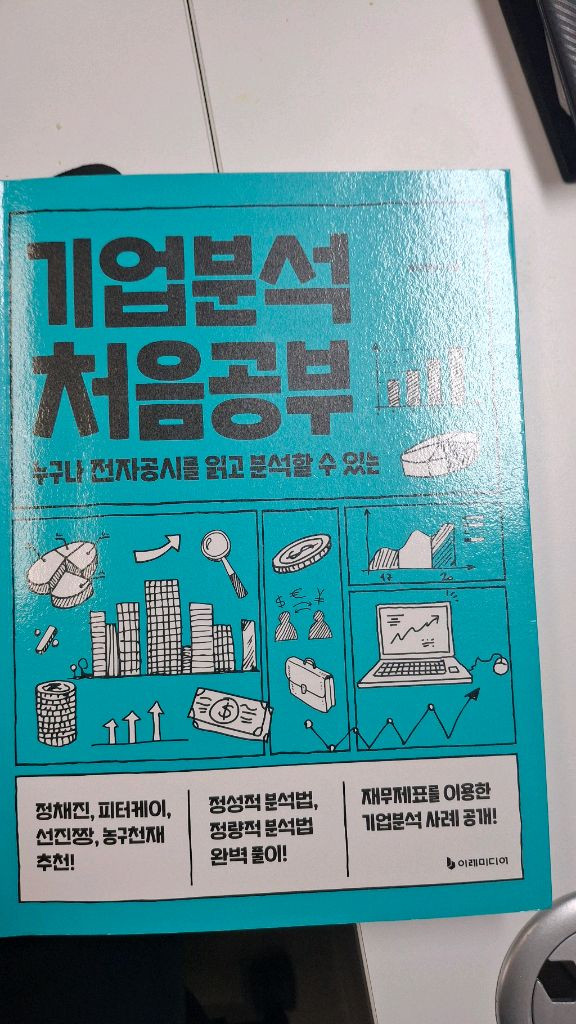 기업분석
처음공부
누구나 전자공시를 읽고 분석할 수 있는
17 20
$ € ¥
$
정채진, 피터케이,
선진짱, 농구천재
추천!
정성적 분석법,
정량적 분석법
완벽 풀이!
재무제표를 이용한
기업분석 사례 공개!
이레미디어